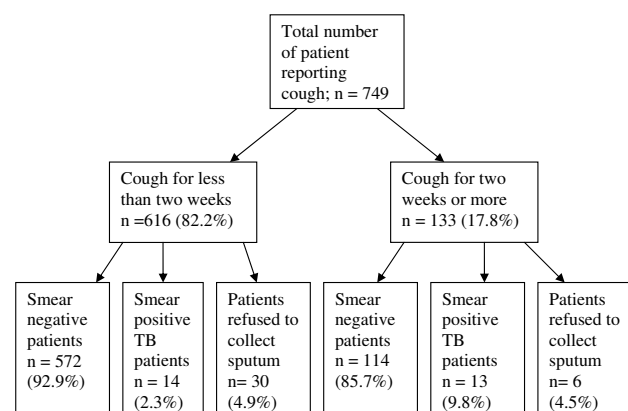 Total number
of patient
reporting
cough; n = 749
Cough for less
than two weeks
n =616 (82.2%)
Cough for two
weeks or more
n = 133 (17.8%)
Smear
negative
patients
n = 572
(92.9%)
Smear
positive
TB
patients
n = 14
(2.3%)
Patients
refused to
collect
sputum
n= 30
(4.9%)
Smear
negative
patients
n = 114
(85.7%)
Smear
positive
TB
patients
n = 13
(9.8%)
Patients
refused to
collect
sputum
n= 6
(4.5%)